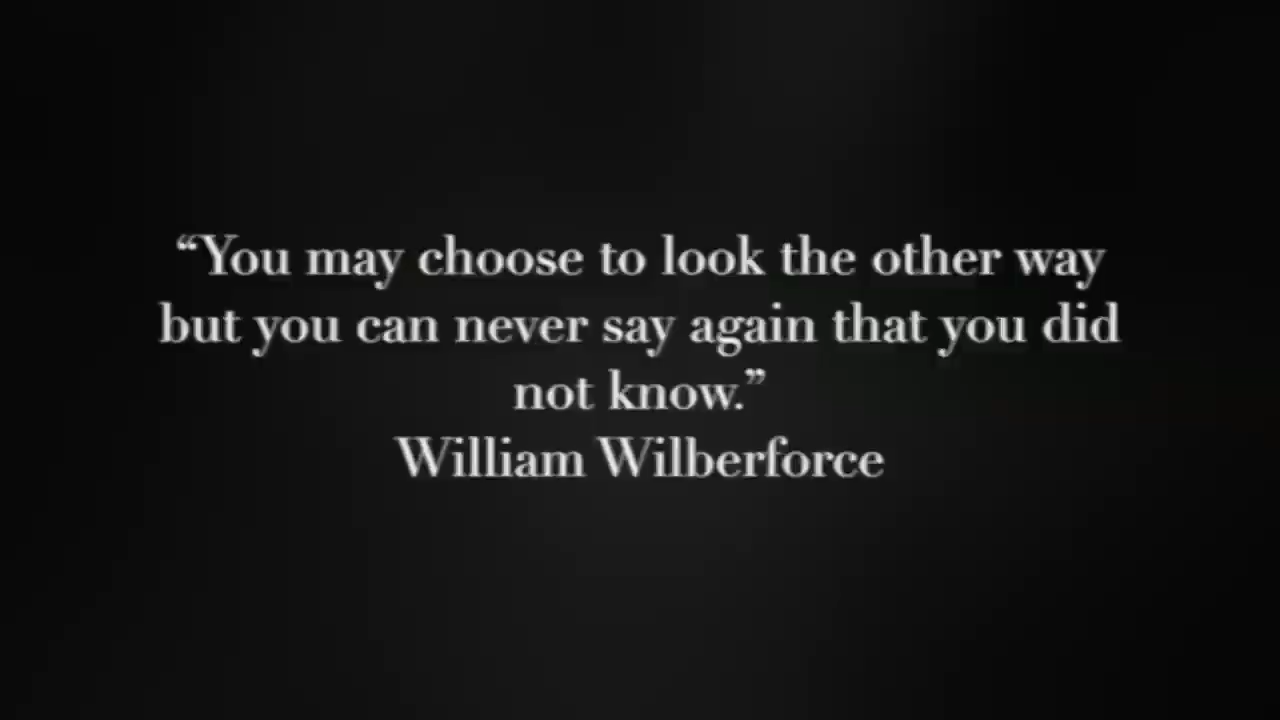 “You may choose to look the other way
but you can never say again that you did
not know.”
William Wilberforce